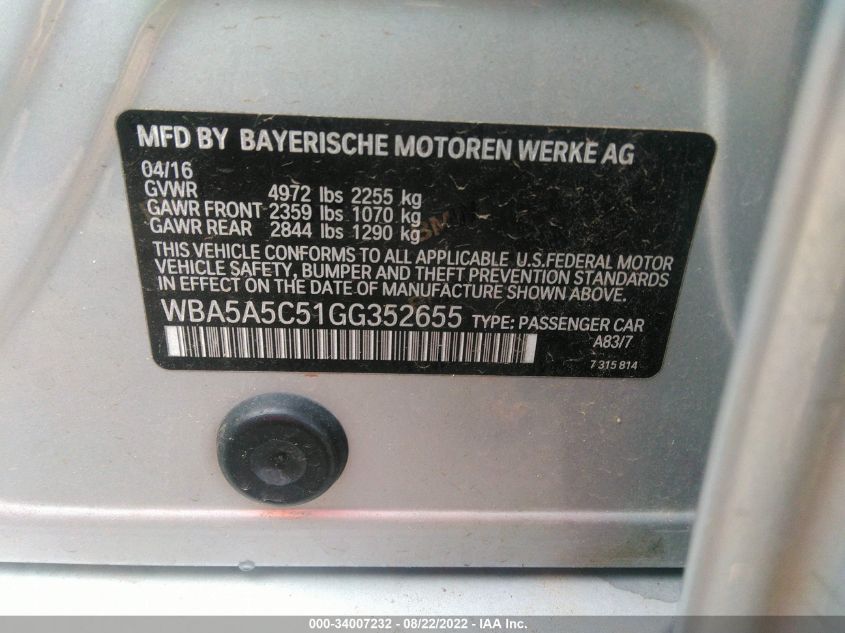 MFD BY BAYERISCHE MOTOREN WERKE AG
04/16
GVWR 4972 lbs 2255 kg
GAWR FRONT 2359 lbs 1070 kg
GAWR REAR 2844 lbs 1290 kg
THIS VEHICLE CONFORMS TO ALL APPLICABLE U.S.FEDERAL MOTOR
VEHICLE SAFETY, BUMPER AND THEFT PREVENTION STANDARDS
IN EFFECT ON THE DATE OF MANUFACTURE SHOWN ABOVE.
WBA5A5C51GG352655 TYPE: PASSENGER CAR
A83/7
7 315 814
000-34007232 - 08/22/2022 - IAA Inc.